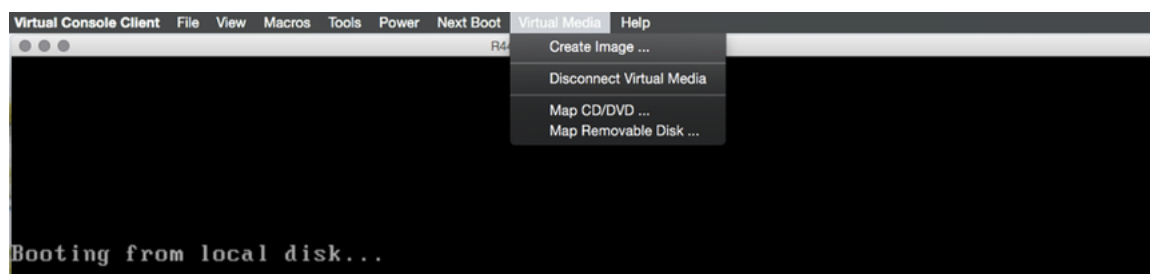 Virtual Console Client File View Macros Tools Power Next Boot Virtual Media Help
R44
Create Image ...
Disconnect Virtual Media
Map CD/DVD ...
Map Removable Disk ...
Booting from local disk...